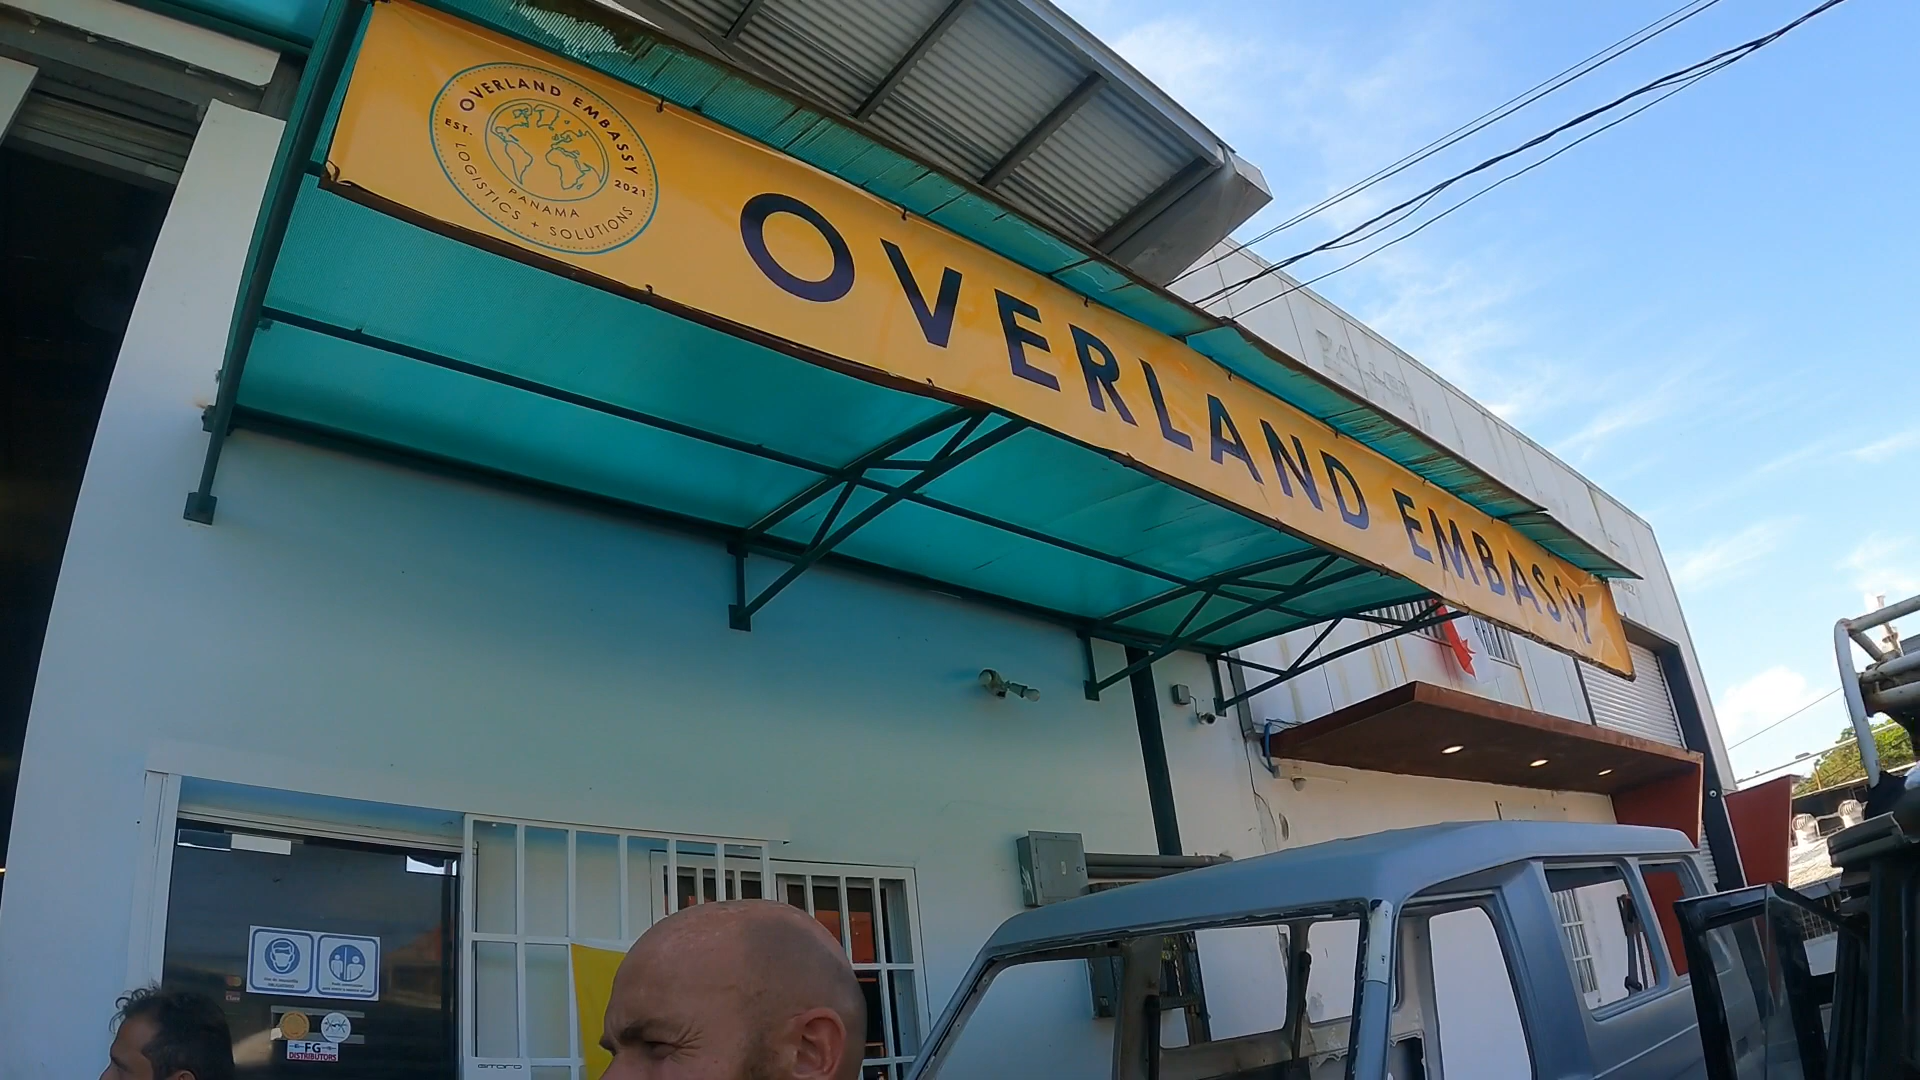 OVERLAND EMBASSY
EST. 2021
PANAMA
LOGISTICS + SOLUTIONS
OVERLAND EMBASSY
FG
DISTRIBUTORS